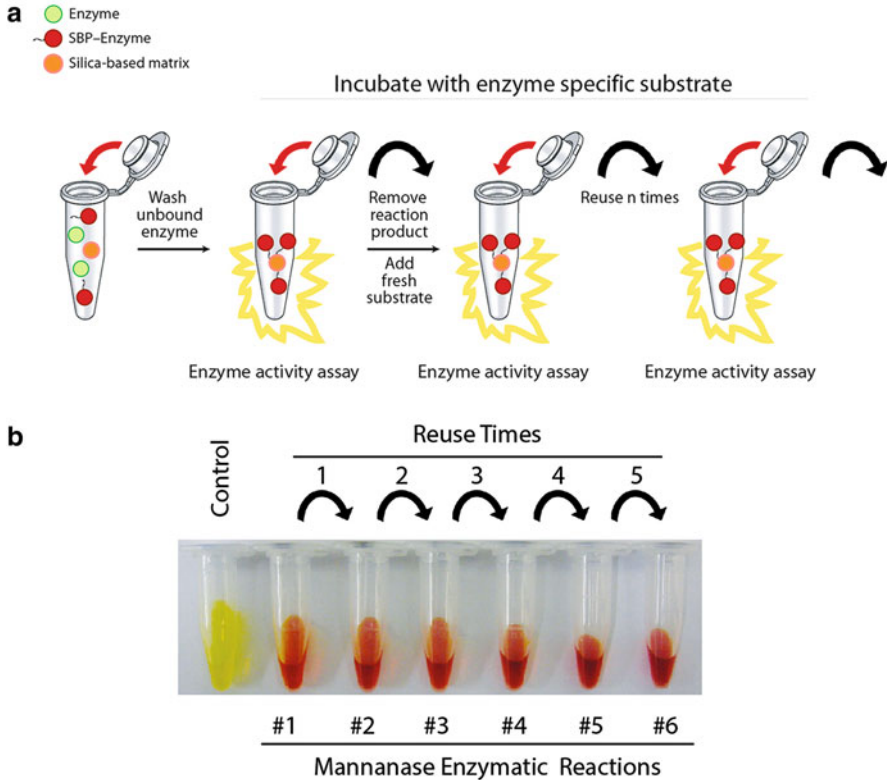 a
Enzyme
SBP–Enzyme
Silica-based matrix
Incubate with enzyme specific substrate
Wash
unbound
enzyme
Remove
reaction
product
Add
fresh
substrate
Reuse n times
Enzyme activity assay
Enzyme activity assay
Enzyme activity assay
b
Control
Reuse Times
1 2 3 4 5
#1 #2 #3 #4 #5 #6
Mannanase Enzymatic Reactions